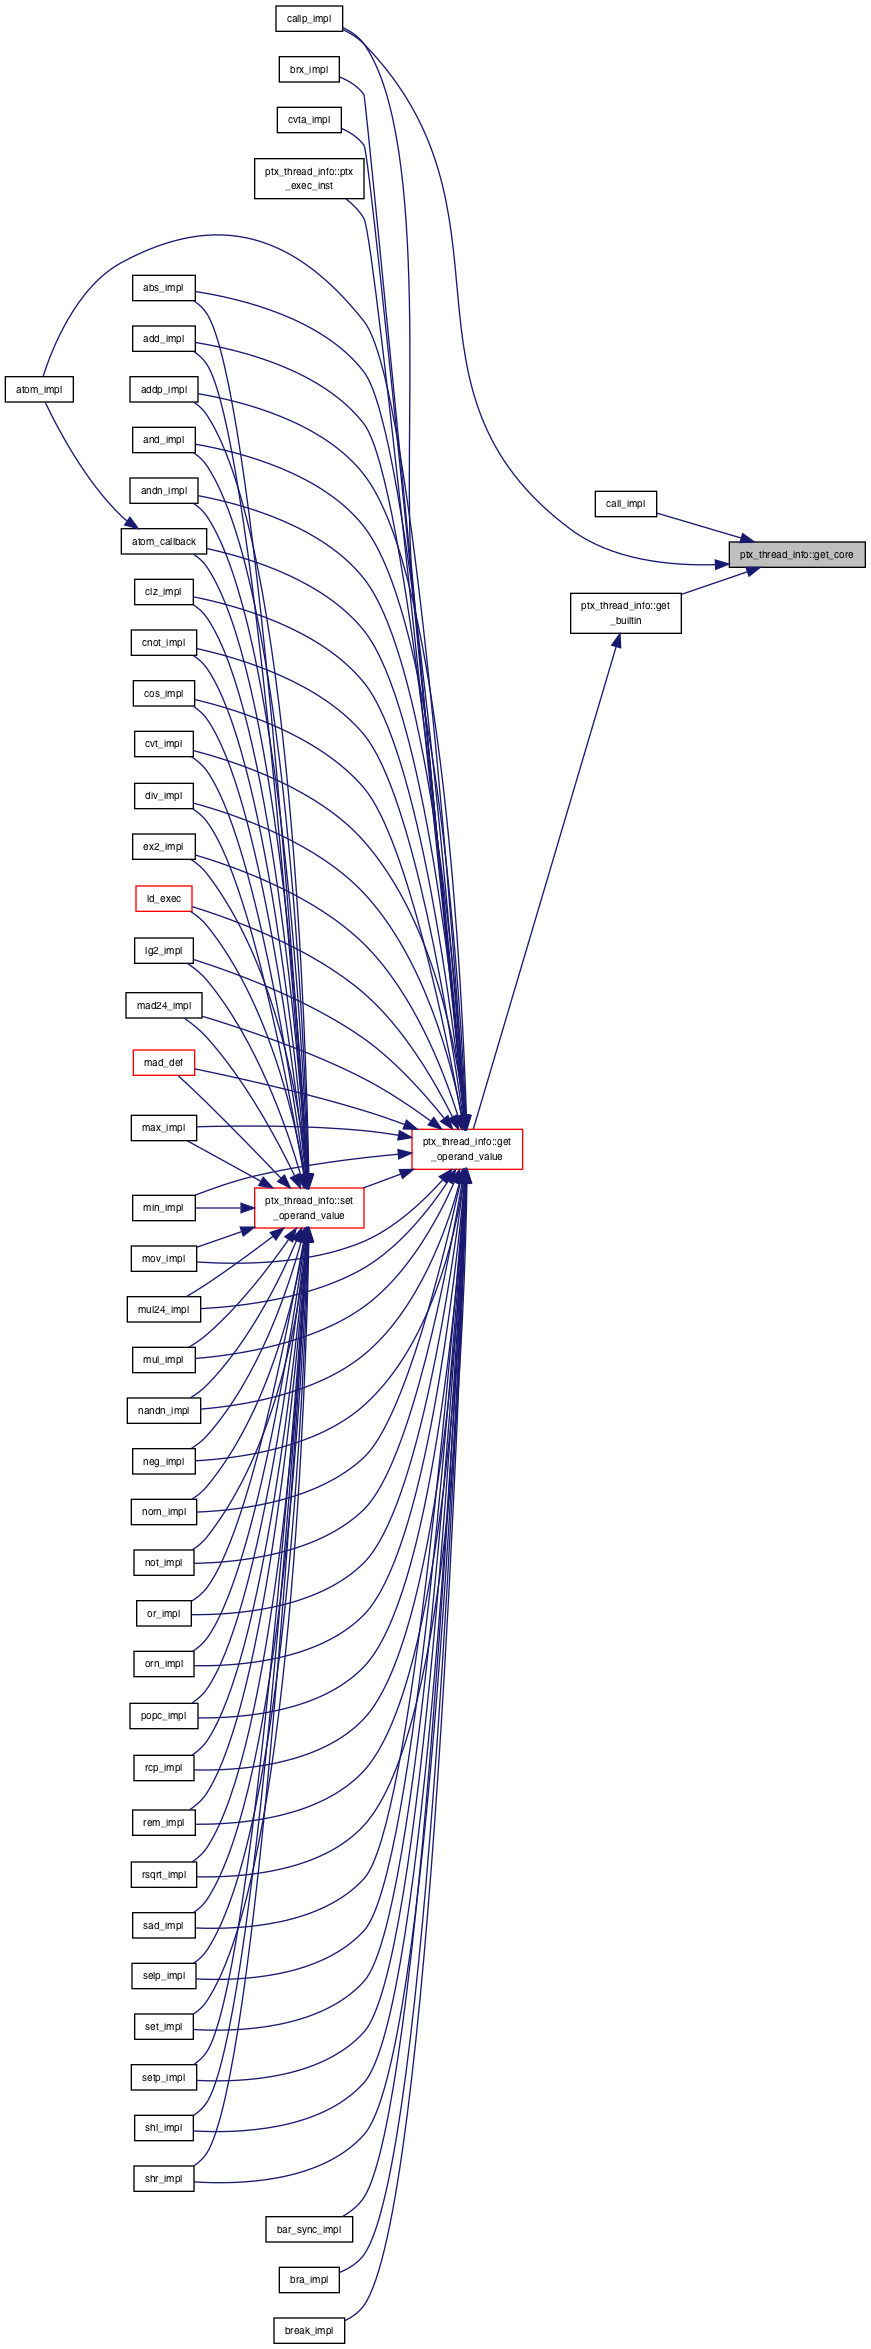 callp_impl
brx_impl
cvta_impl
ptx_thread_info::ptx
_exec_inst
abs_impl
add_impl
atom_impl
addp_impl
and_impl
andn_impl
call_impl
atom_callback
ptx_thread_info::get_core
clz_impl
ptx_thread_info::get
_builtin
cnot_impl
cos_impl
cvt_impl
div_impl
ex2_impl
ld_exec
lg2_impl
mad24_impl
mad_def
max_impl
ptx_thread_info::get
_operand_value
min_impl
ptx_thread_info::set
_operand_value
mov_impl
mul24_impl
mul_impl
nandn_impl
neg_impl
norn_impl
not_impl
or_impl
orn_impl
popc_impl
rcp_impl
rem_impl
rsqrt_impl
sad_impl
selp_impl
set_impl
setp_impl
shl_impl
shr_impl
bar_sync_impl
bra_impl
break_impl